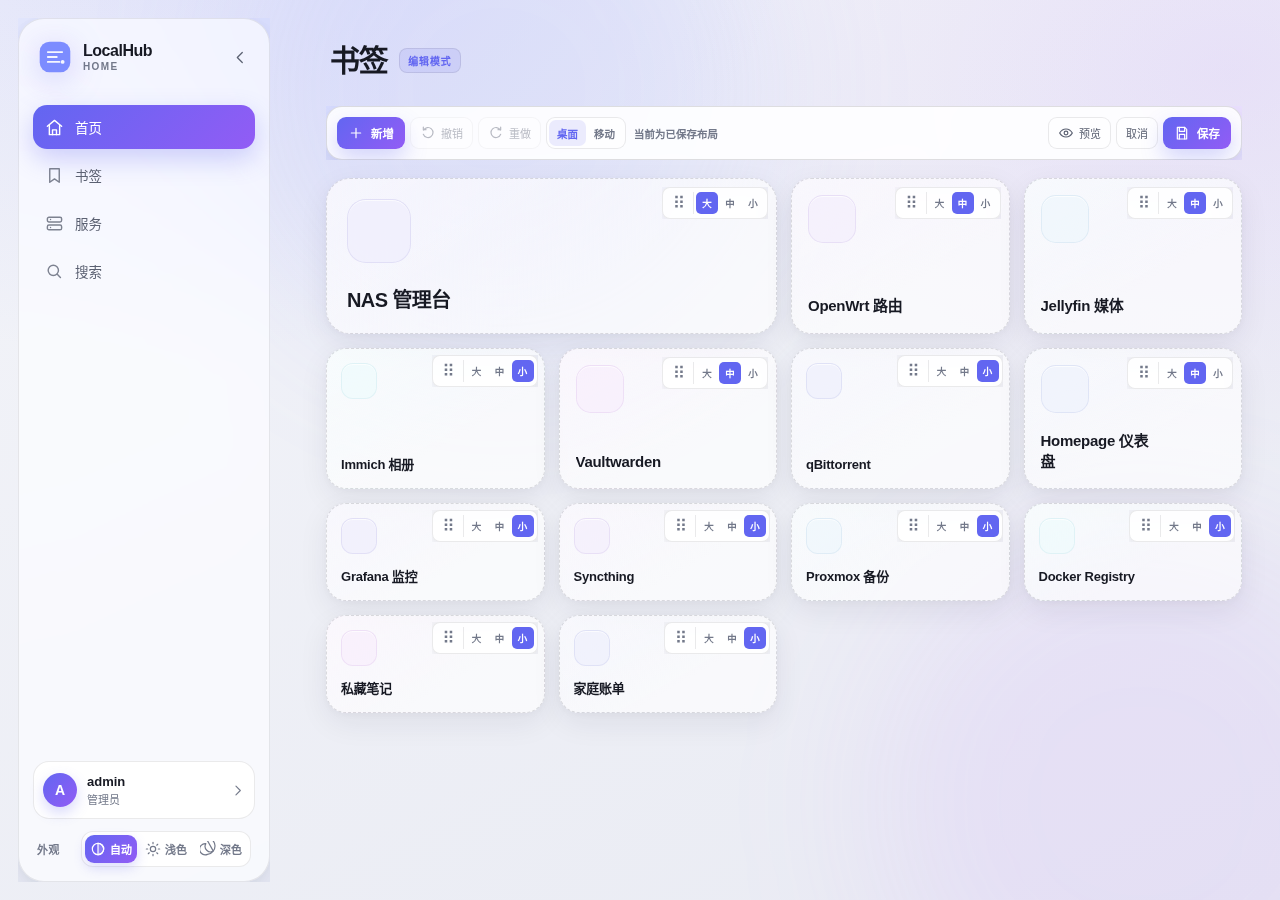 LocalHub
HOME
首页
书签
服务
搜索
admin
管理员
A
外观
自动
浅色
深色
书签
编辑模式
新增
撤销
重做
桌面
移动
当前为已保存布局
预览
取消
保存
大 中 小
NAS 管理台
大 中 小
OpenWrt 路由
大 中 小
Jellyfin 媒体
大 中 小
Immich 相册
大 中 小
Vaultwarden
大 中 小
qBittorrent
大 中 小
Homepage 仪表
盘
大 中 小
Grafana 监控
大 中 小
Syncthing
大 中 小
Proxmox 备份
大 中 小
Docker Registry
大 中 小
私藏笔记
大 中 小
家庭账单